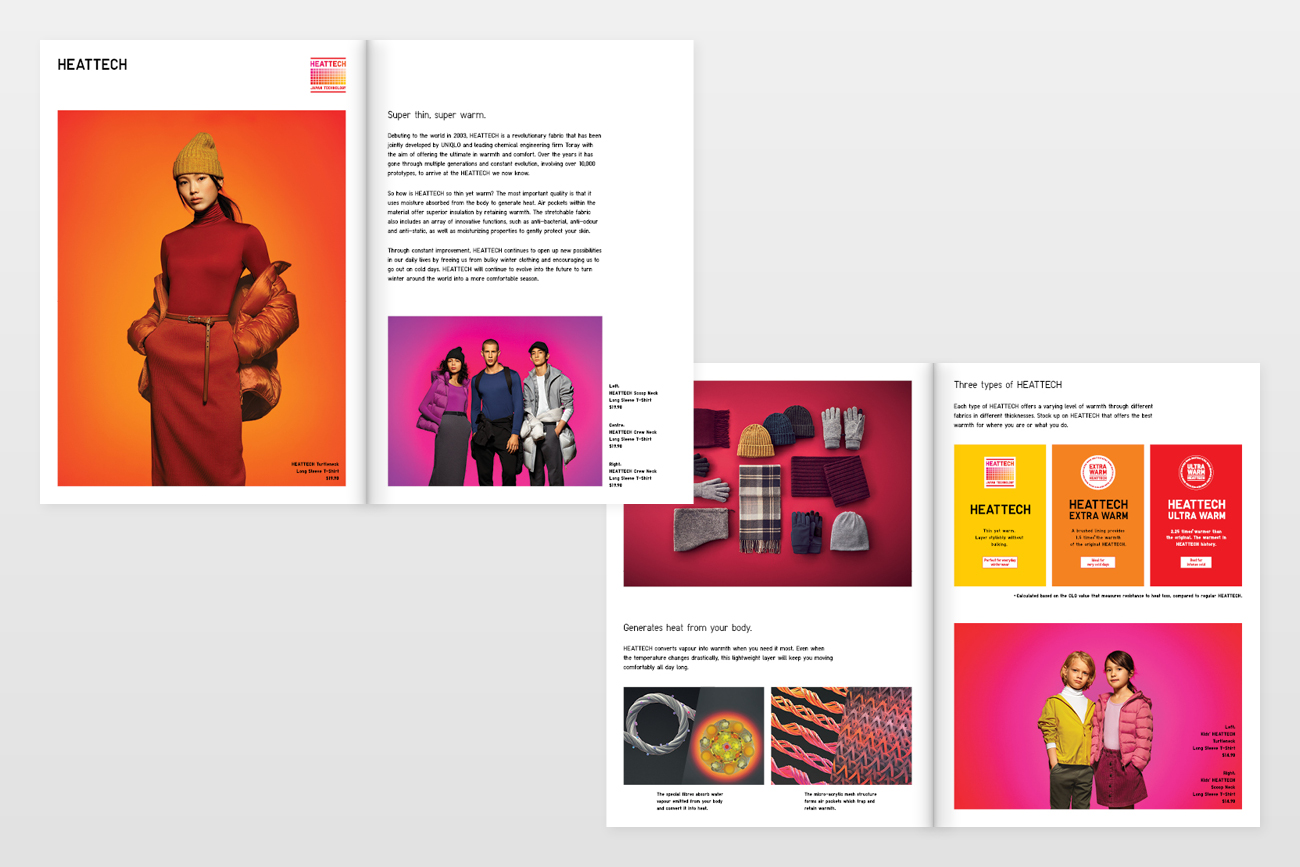 HEATTECH
HEATTECH
JAPAN TECHNOLOGY
HEATTECH Turtleneck
Long Sleeve T-Shirt
$19.90
Super thin, super warm.
Debuting to the world in 2003, HEATTECH is a revolutionary fabric that has been
jointly developed by UNIQLO and leading chemical engineering firm Toray with
the aim of offering the ultimate in warmth and comfort. Over the years it has
gone through multiple generations and constant evolution, involving over 10,000
prototypes, to arrive at the HEATTECH we now know.
So how is HEATTECH so thin yet warm? The most important quality is that it
uses moisture absorbed from the body to generate heat. Air pockets within the
material offer superior insulation by retaining warmth. The stretchable fabric
also includes an array of innovative functions, such as anti-bacterial, anti-odour
and anti-static, as well as moisturizing properties to gently protect your skin.
Through constant improvement, HEATTECH continues to open up new possibilities
in our daily lives by freeing us from bulky winter clothing and encouraging us to
go out on cold days. HEATTECH will continue to evolve into the future to turn
winter around the world into a more comfortable season.
Left.
HEATTECH Scoop Neck
Long Sleeve T-Shirt
$19.90
Centre.
HEATTECH Crew Neck
Long Sleeve T-Shirt
$19.90
Right.
HEATTECH Crew Neck
Long Sleeve T-Shirt
$19.90
Generates heat from your body.
HEATTECH converts vapour into warmth when you need it most. Even when
the temperature changes drastically, this lightweight layer will keep you moving
comfortably all day long.
The special fibres absorb water
vapour emitted from your body
and convert it into heat.
The micro-acrylic mesh structure
forms air pockets which trap and
retain warmth.
Three types of HEATTECH
Each type of HEATTECH offers a varying level of warmth through different
fabrics in different thicknesses. Stock up on HEATTECH that offers the best
warmth for where you are or what you do.
HEATTECH
JAPAN TECHNOLOGY
HEATTECH
Thin yet warm.
Layer stylishly without
bulking.
Perfect for everyday
winter wear
EXTRA
WARM
HEATTECH
HEATTECH
EXTRA WARM
A brushed lining provides
1.5 times* the warmth
of the original HEATTECH.
Ideal for
very cold days
ULTRA
WARM
HEATTECH
HEATTECH
ULTRA WARM
2.25 times* warmer than
the original. The warmest in
HEATTECH history.
Best for
extreme cold
*Calculated based on the CLO value that measures resistance to heat loss, compared to regular HEATTECH.
Left.
Kids' HEATTECH
Turtleneck
Long Sleeve T-Shirt
$14.90
Right.
Kids' HEATTECH
Scoop Neck
Long Sleeve T-Shirt
$14.90